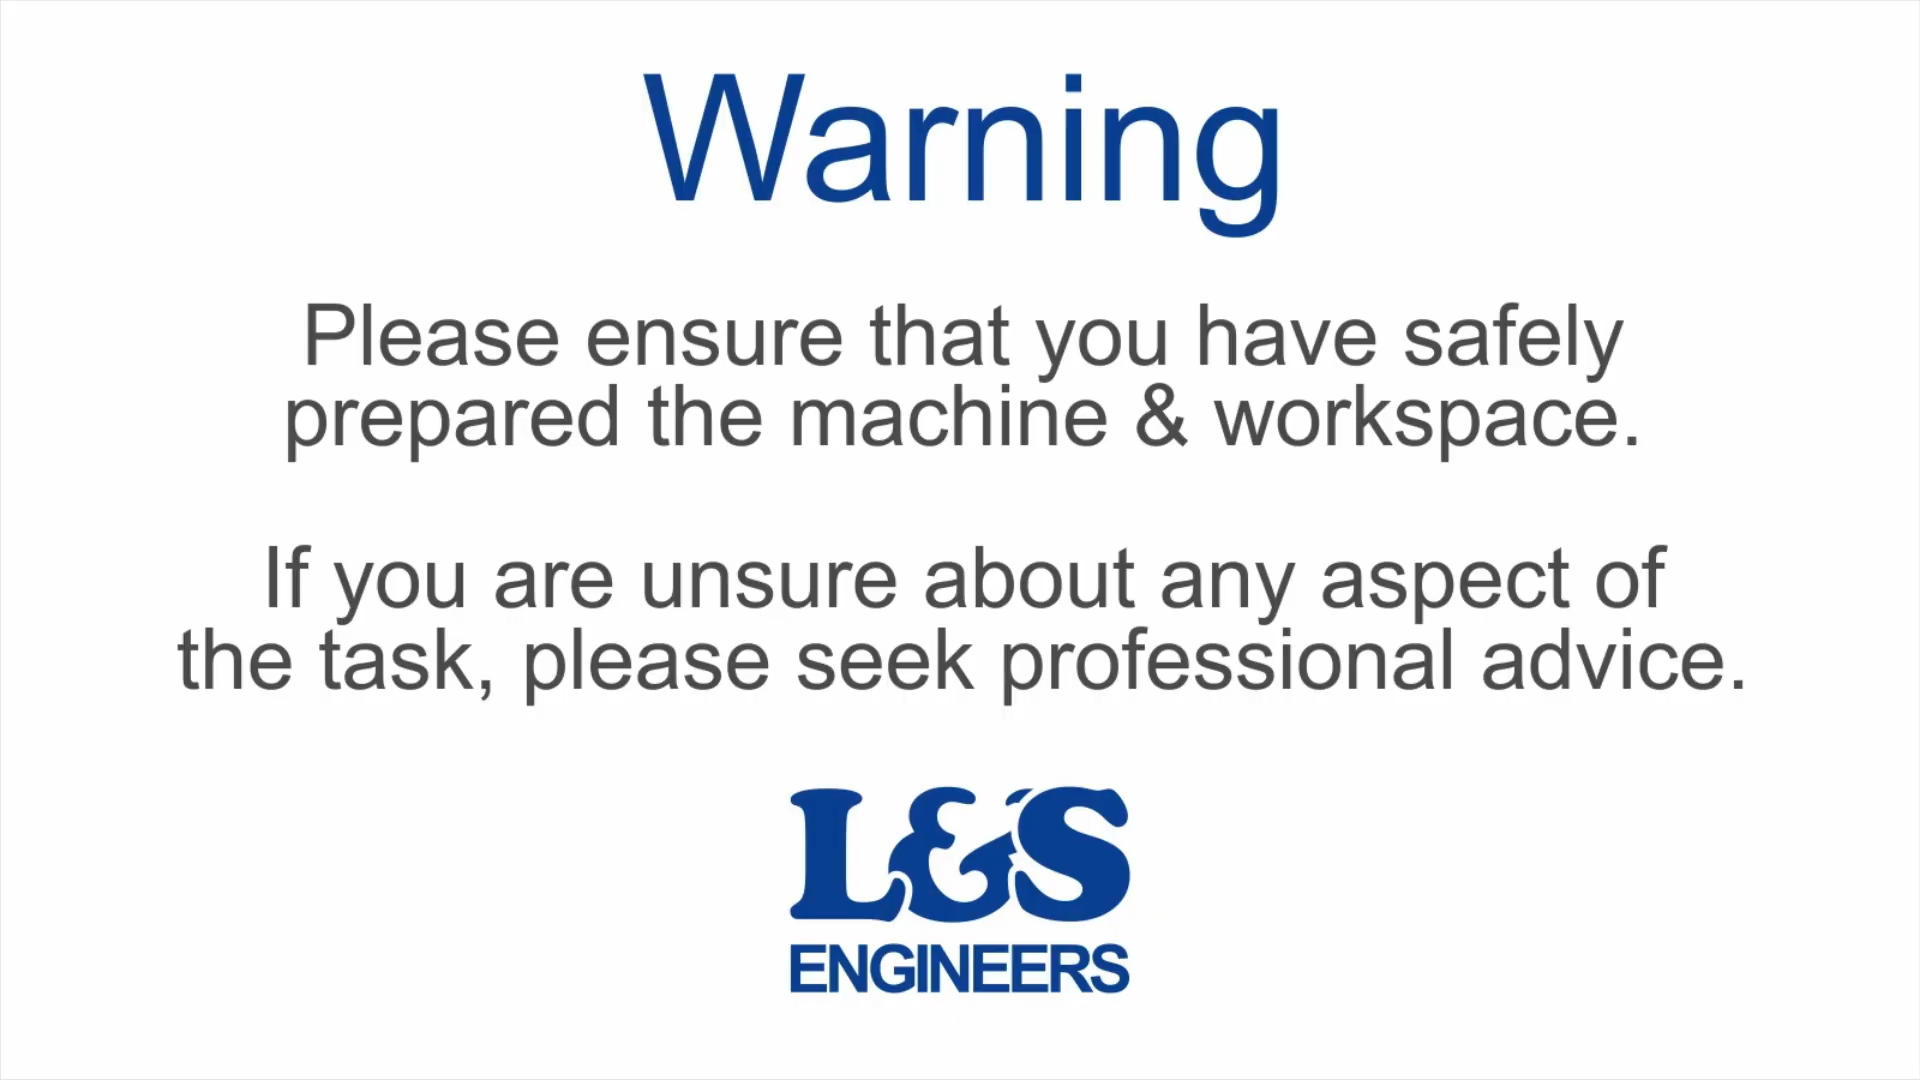 Warning
Please ensure that you have safely
prepared the machine & workspace.
If you are unsure about any aspect of
the task, please seek professional advice.
L&S
ENGINEERS